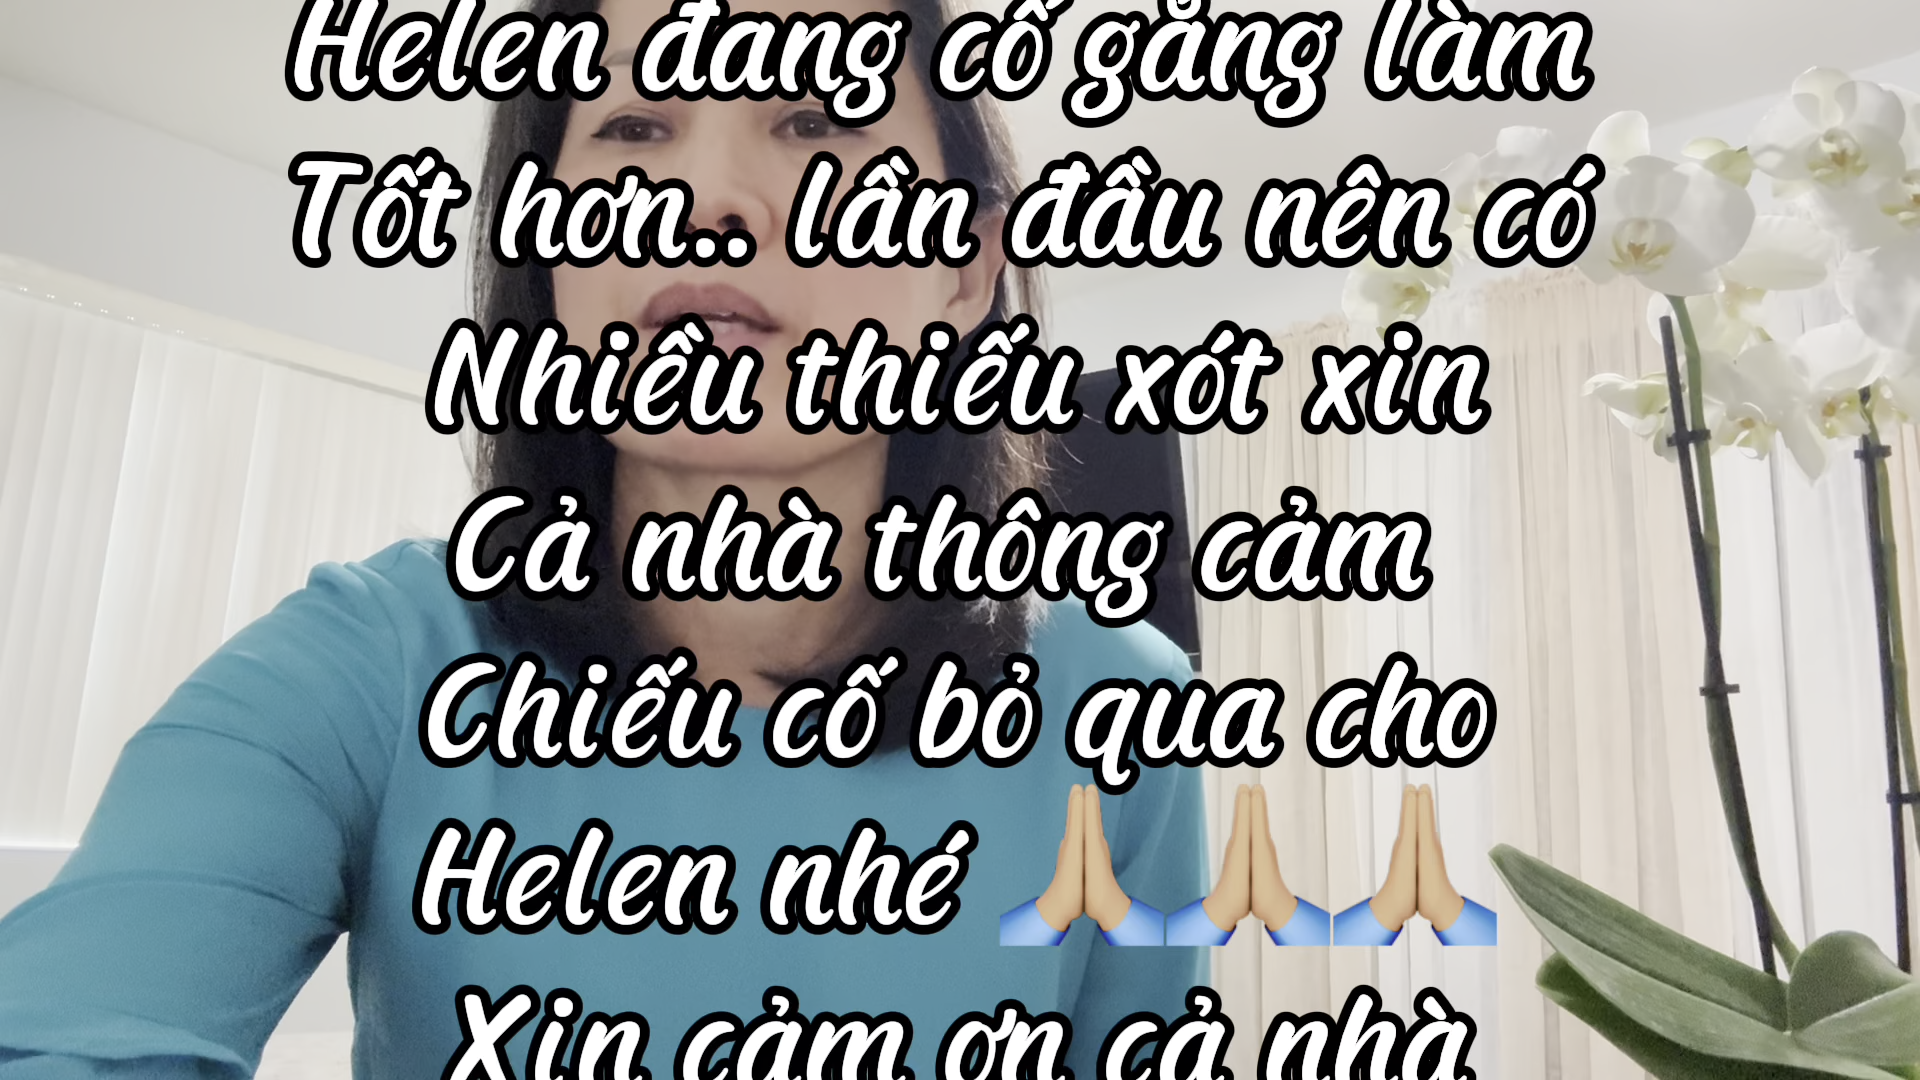 Helen đang cố gắng làm
Tốt hơn.. lần đầu nên có
Nhiều thiếu xót xin
Cả nhà thông cảm
Chiếu cố bỏ qua cho
Helen nhé 🙏🏼🙏🏼🙏🏼
Xin cảm ơn cả nhà